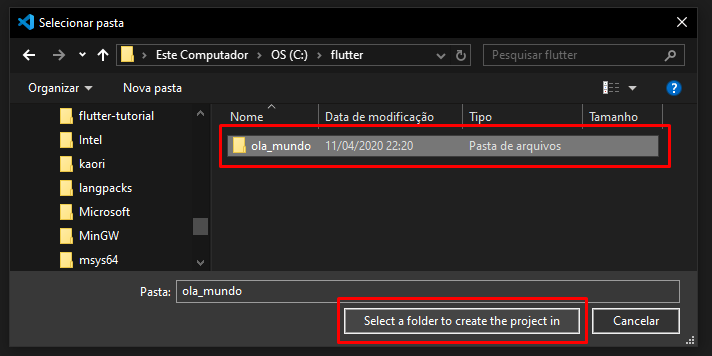 Selecionar pasta
Este Computador > OS (C:) > flutter
Pesquisar flutter
Organizar
Nova pasta
Nome
Data de modificação
Tipo
Tamanho
flutter-tutorial
Intel
kaori
langpacks
Microsoft
MinGW
msys64
ola_mundo 11/04/2020 22:20 Pasta de arquivos
Pasta: ola_mundo
Select a folder to create the project in
Cancelar